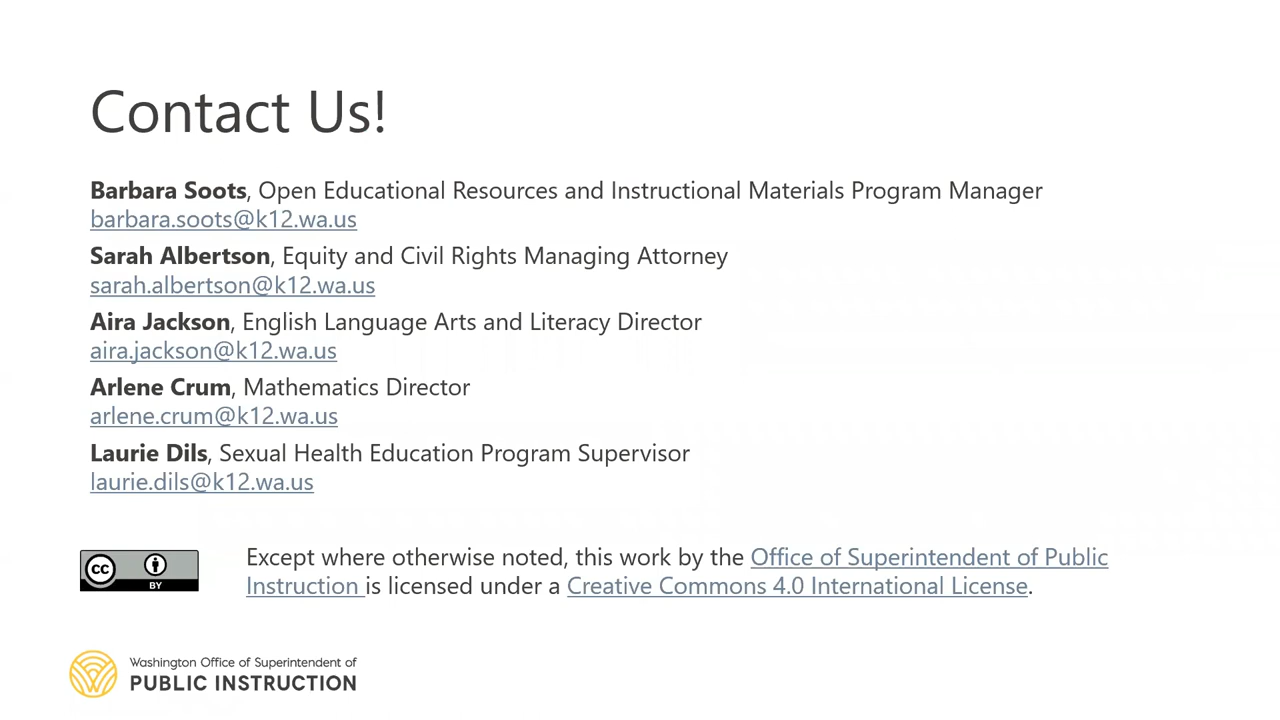 Contact Us!
Barbara Soots, Open Educational Resources and Instructional Materials Program Manager
barbara.soots@k12.wa.us
Sarah Albertson, Equity and Civil Rights Managing Attorney
sarah.albertson@k12.wa.us
Aira Jackson, English Language Arts and Literacy Director
aira.jackson@k12.wa.us
Arlene Crum, Mathematics Director
arlene.crum@k12.wa.us
Laurie Dils, Sexual Health Education Program Supervisor
laurie.dils@k12.wa.us
cc
BY
Except where otherwise noted, this work by the Office of Superintendent of Public
Instruction is licensed under a Creative Commons 4.0 International License.
Washington Office of Superintendent of
PUBLIC INSTRUCTION